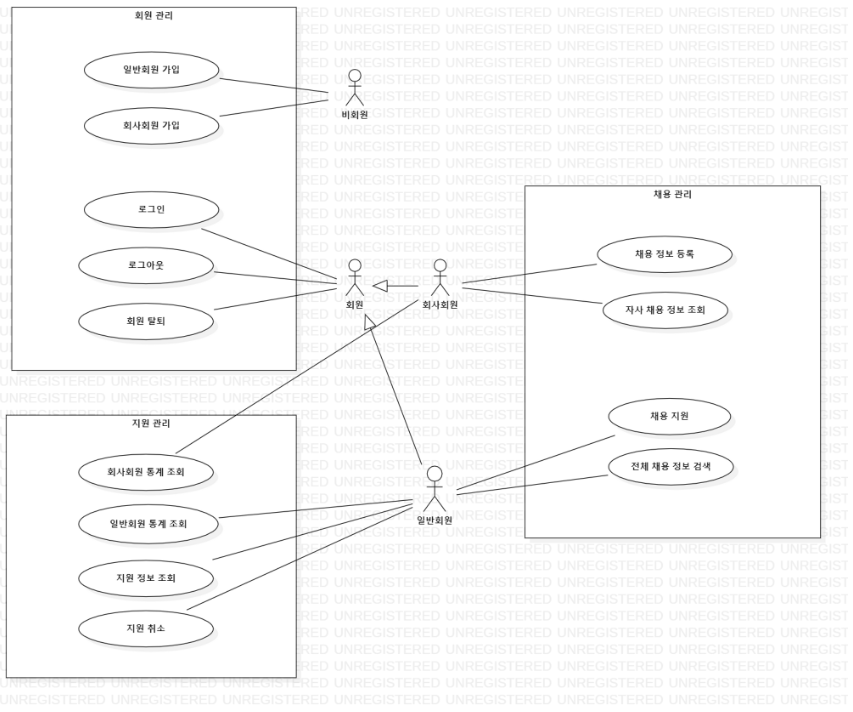 회원 관리
일반회원 가입
회사회원 가입
로그인
로그아웃
회원 탈퇴
비회원
회원
회사회원
채용 관리
채용 정보 등록
자사 채용 정보 조회
채용 지원
전체 채용 정보 검색
지원 관리
회사회원 통계 조회
일반회원 통계 조회
지원 정보 조회
지원 취소
일반회원
UNREGISTERED